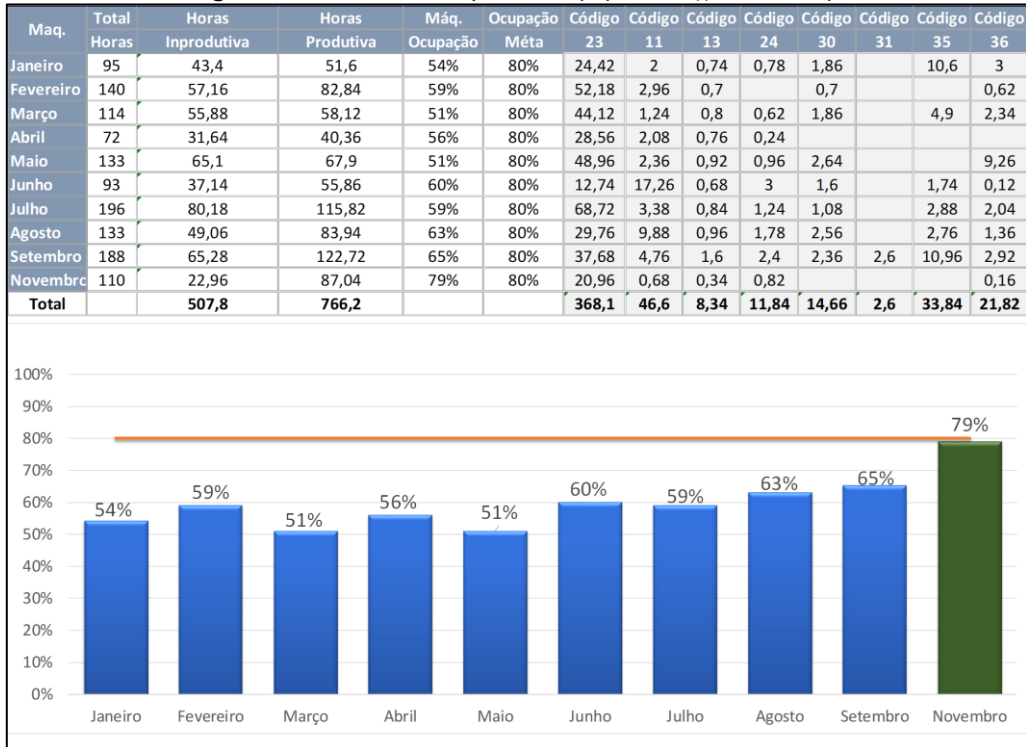 Maq. Total Horas Horas Máq. Ocupação Código Código Código Código Código Código Código Código
Horas Inprodutiva Produtiva Ocupação Méta 23 11 13 24 30 31 35 36
Janeiro 95 43,4 51,6 54% 80% 24,42 2 0,74 0,78 1,86 10,6 3
Fevereiro 140 57,16 82,84 59% 80% 52,18 2,96 0,7 0,7 0,62
Março 114 55,88 58,12 51% 80% 44,12 1,24 0,8 0,62 1,86 4,9 2,34
Abril 72 31,64 40,36 56% 80% 28,56 2,08 0,76 0,24
Maio 133 65,1 67,9 51% 80% 48,96 2,36 0,92 0,96 2,64 9,26
Junho 93 37,14 55,86 60% 80% 12,74 17,26 0,68 3 1,6 1,74 0,12
Julho 196 80,18 115,82 59% 80% 68,72 3,38 0,84 1,24 1,08 2,88 2,04
Agosto 133 49,06 83,94 63% 80% 29,76 9,88 0,96 1,78 2,56 2,76 1,36
Setembro 188 65,28 122,72 65% 80% 37,68 4,76 1,6 2,4 2,36 2,6 10,96 2,92
Novembro 110 22,96 87,04 79% 80% 20,96 0,68 0,34 0,82 0,16
Total 507,8 766,2 368,1 46,6 8,34 11,84 14,66 2,6 33,84 21,82
100%
90%
80%
70%
60%
50%
40%
30%
20%
10%
0%
54% 59% 51% 56% 51% 60% 59% 63% 65% 79%
Janeiro Fevereiro Março Abril Maio Junho Julho Agosto Setembro Novembro